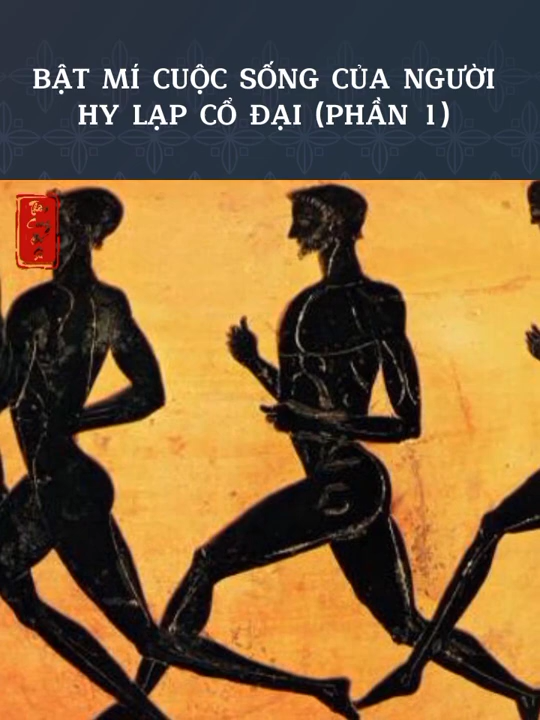 BẬT MÍ CUỘC SỐNG CỦA NGƯỜI
HY LẠP CỔ ĐẠI (PHẦN 1)